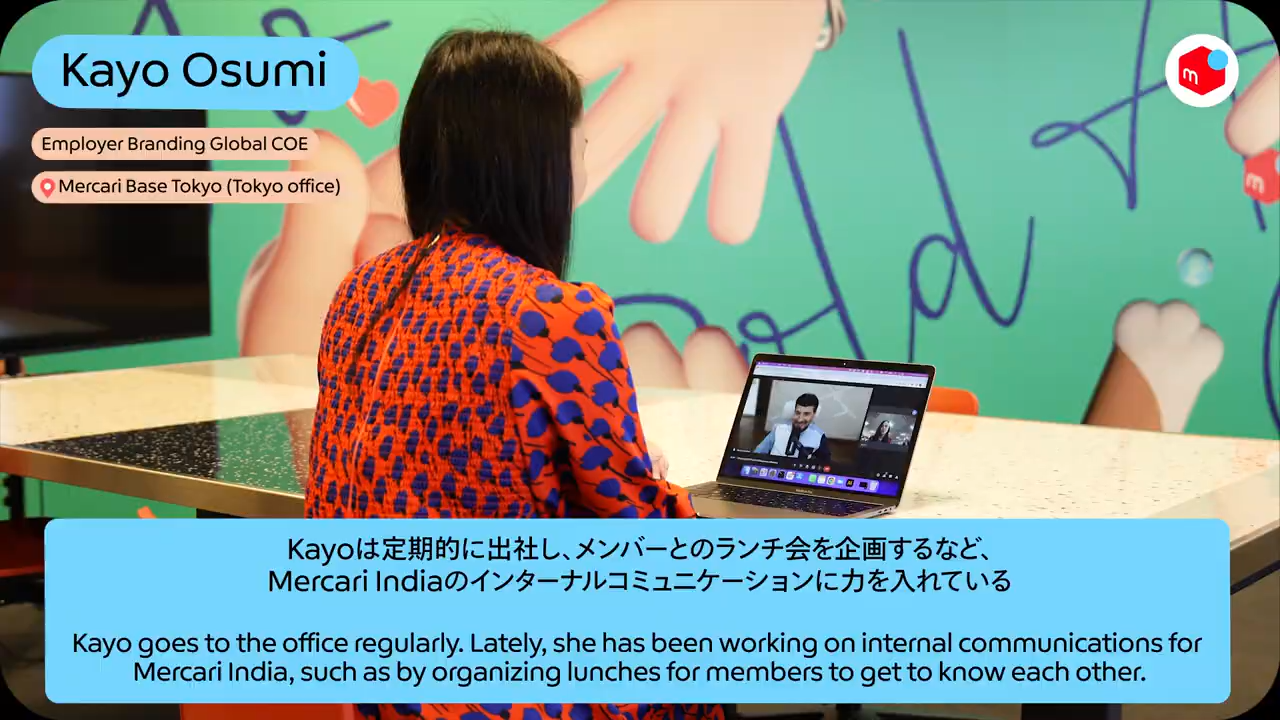 Kayo Osumi
Employer Branding Global COE
Mercari Base Tokyo (Tokyo office)
m
m
Kayoは定期的に出社し、メンバーとのランチ会を企画するなど、
Mercari Indiaのインターナルコミュニケーションに力を入れている
Kayo goes to the office regularly. Lately, she has been working on internal communications for
Mercari India, such as by organizing lunches for members to get to know each other.